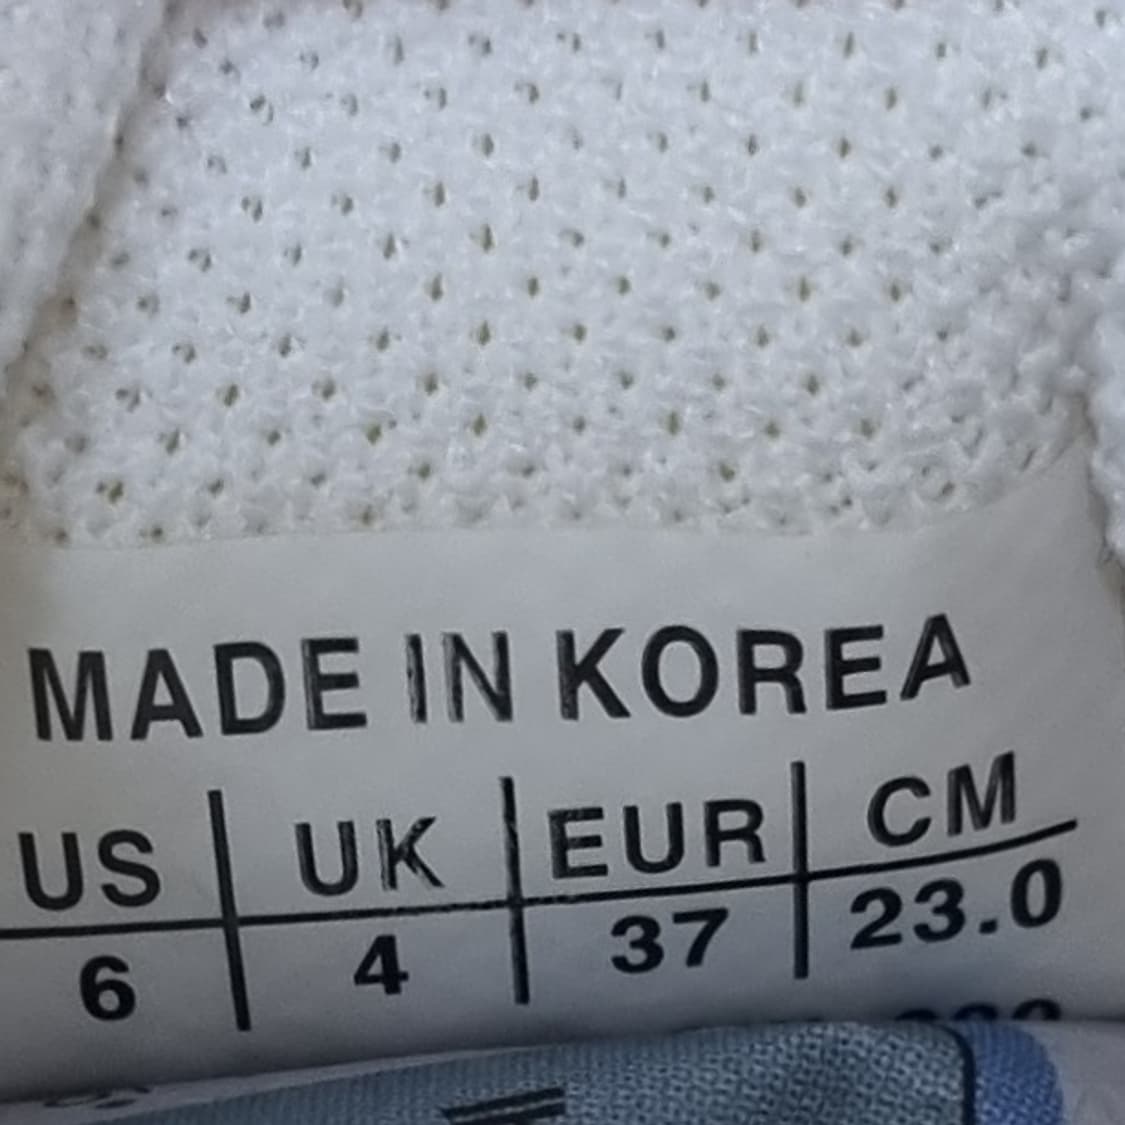 MADE IN KOREA
US UK EUR CM
6 4 37 23.0